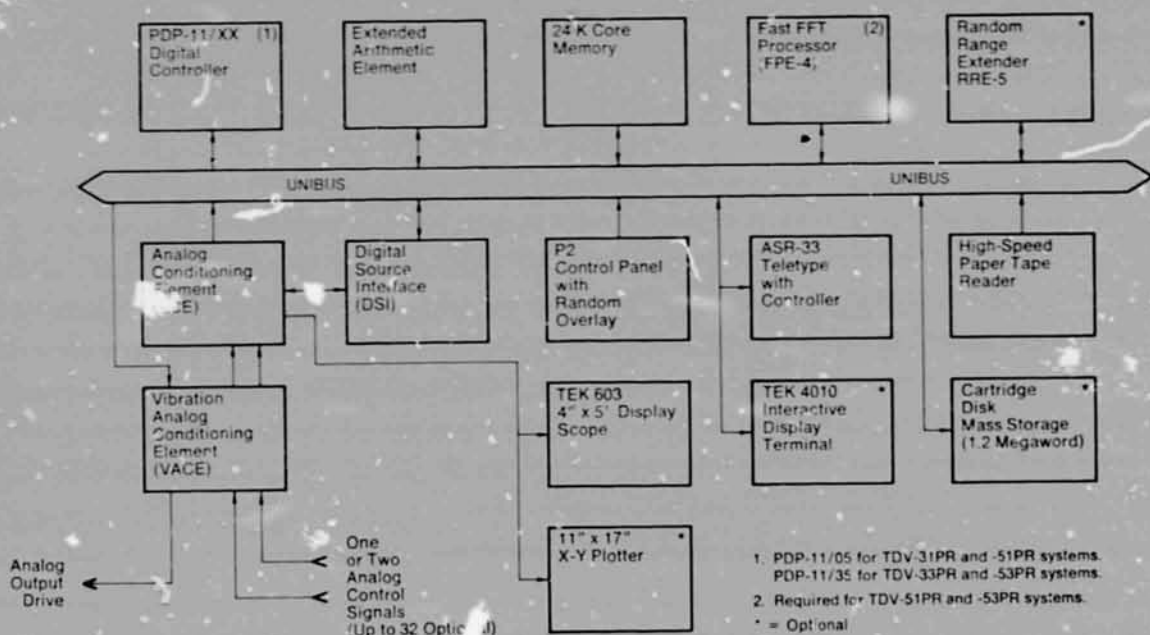 PDP-11/XX (1)
Digital
Controller
Extended
Arithmetic
Element
24 K Core
Memory
Fast FFT (2)
Processor
(FPE-4)
Random *
Range
Extender
RRE-5
UNIBUS
UNIBUS
Analog
Conditioning
Element
Digital
Source
Interface
(DSI)
P2
Control Panel
with
Random
Overlay
ASR-33
Teletype
with
Controller
High-Speed
Paper Tape
Reader
Vibration
Analog
Conditioning
Element
(VACE)
TEK 603
4" x 5' Display
Scope
TEK 4010 *
Interactive
Display
Terminal
Cartridge *
Disk
Mass Storage
(1.2 Megaword)
Analog
Output
Drive
One
or Two
Analog
Control
Signals
(Up to 32 Optional)
11" x 17" *
X-Y Plotter
1. PDP-11/05 for TDV-31PR and -51PR systems.
PDP-11/35 for TDV-33PR and -53PR systems.
2. Required for TDV-51PR and -53PR systems.
* = Optional